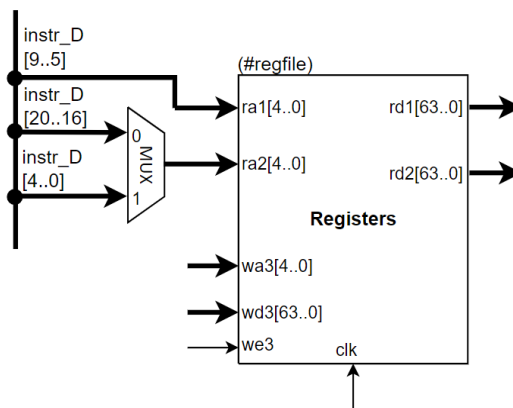 instr_D
[9..5]
instr_D
[20..16]
instr_D
[4..0]
0
MUX
1
(#regfile)
ra1[4..0]
rd1[63..0]
ra2[4..0]
rd2[63..0]
Registers
wa3[4..0]
wd3[63..0]
we3
clk